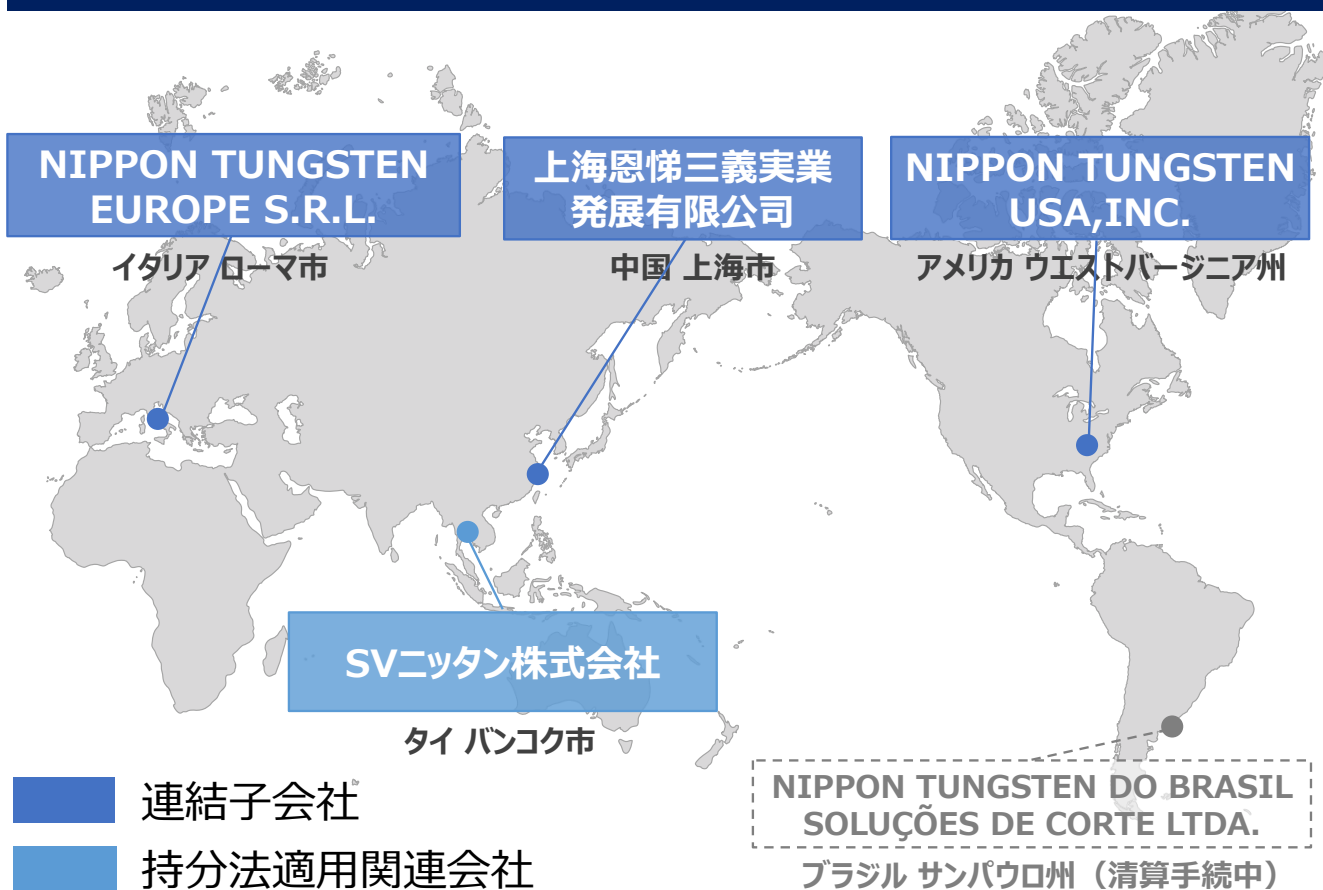 NIPPON TUNGSTEN
EUROPE S.R.L.
イタリア ローマ市
上海恩悌三義実業
発展有限公司
中国 上海市
NIPPON TUNGSTEN
USA,INC.
アメリカ ウエストバージニア州
SVニッタン株式会社
タイ バンコク市
NIPPON TUNGSTEN DO BRASIL
SOLUÇÕES DE CORTE LTDA.
ブラジル サンパウロ州（清算手続中）
連結子会社
持分法適用関連会社